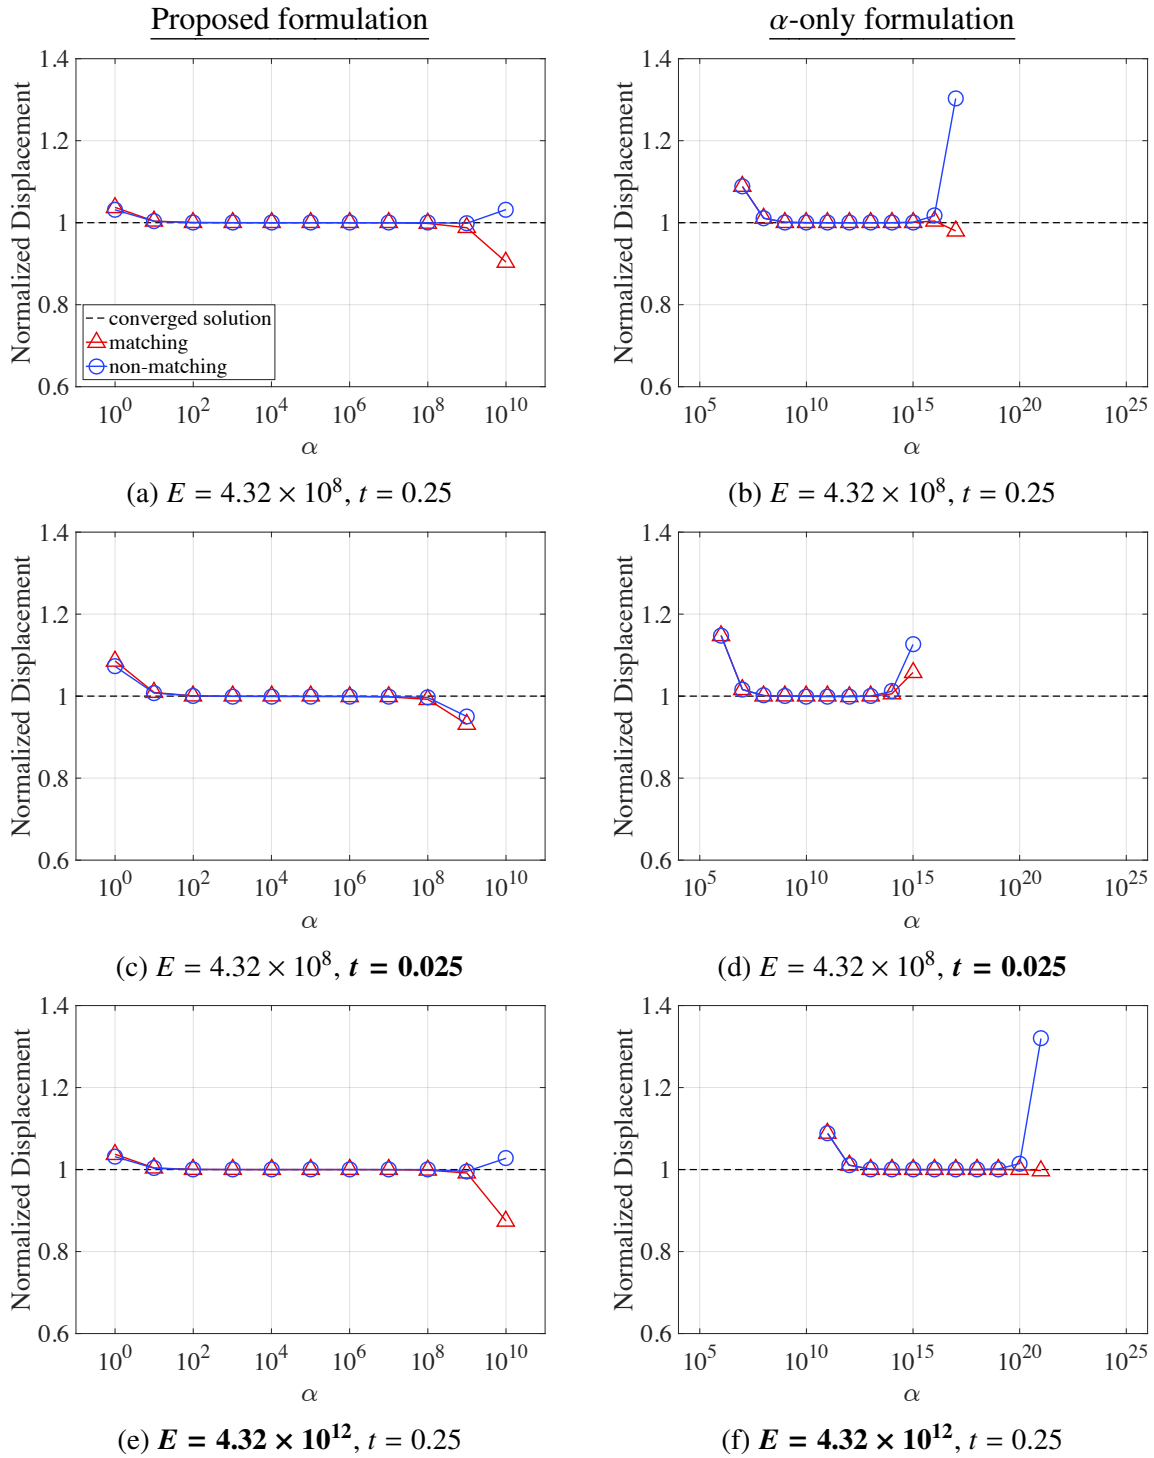 Proposed formulation
α-only formulation
Normalized Displacement
1.4
1.2
1
0.8
0.6
converged solution
matching
non-matching
10^0 10^2 10^4 10^6 10^8 10^10
α
(a) E = 4.32 × 10^8, t = 0.25
Normalized Displacement
1.4
1.2
1
0.8
0.6
10^5 10^10 10^15 10^20 10^25
α
(b) E = 4.32 × 10^8, t = 0.25
Normalized Displacement
1.4
1.2
1
0.8
0.6
10^0 10^2 10^4 10^6 10^8 10^10
α
(c) E = 4.32 × 10^8, t = 0.025
Normalized Displacement
1.4
1.2
1
0.8
0.6
10^5 10^10 10^15 10^20 10^25
α
(d) E = 4.32 × 10^8, t = 0.025
Normalized Displacement
1.4
1.2
1
0.8
0.6
10^0 10^2 10^4 10^6 10^8 10^10
α
(e) E = 4.32 × 10^12, t = 0.25
Normalized Displacement
1.4
1.2
1
0.8
0.6
10^5 10^10 10^15 10^20 10^25
α
(f) E = 4.32 × 10^12, t = 0.25